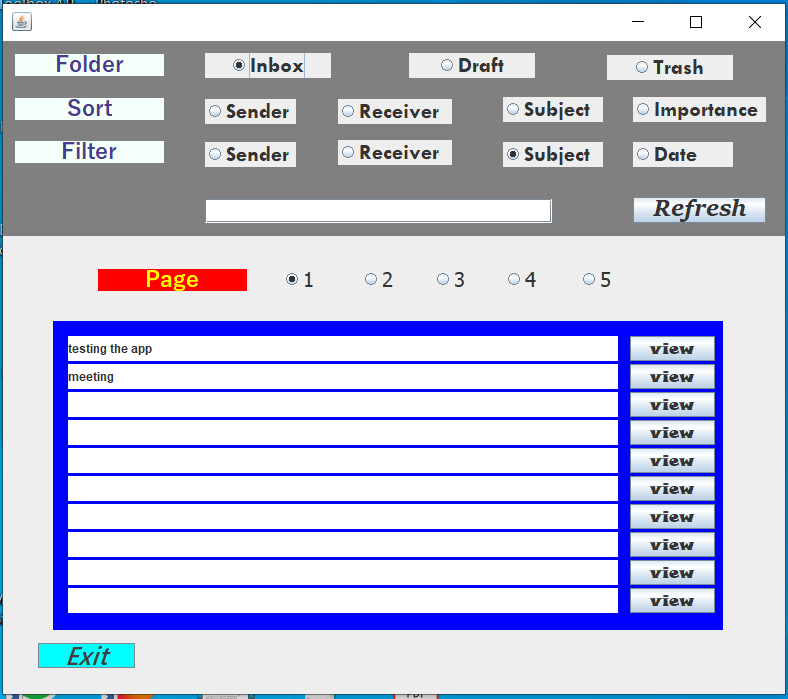 Folder Inbox Draft Trash
Sort Sender Receiver Subject Importance
Filter Sender Receiver Subject Date
Refresh
Page 1 2 3 4 5
testing the app view
meeting view
view
view
view
view
view
view
view
view
Exit